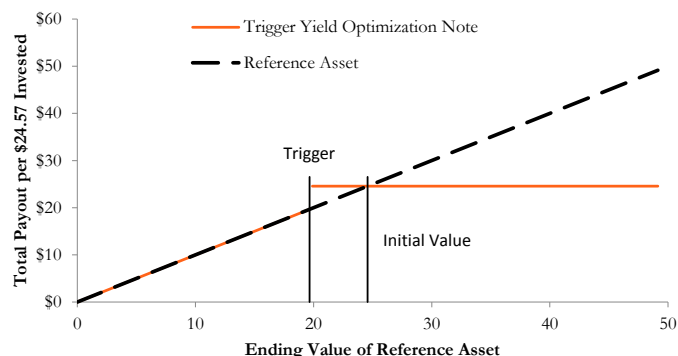 $60
$50
$40
$30
$20
$10
$0
Total Payout per $24.57 Invested
Trigger Yield Optimization Note
Reference Asset
Trigger
Initial Value
0
10
20
30
40
50
Ending Value of Reference Asset